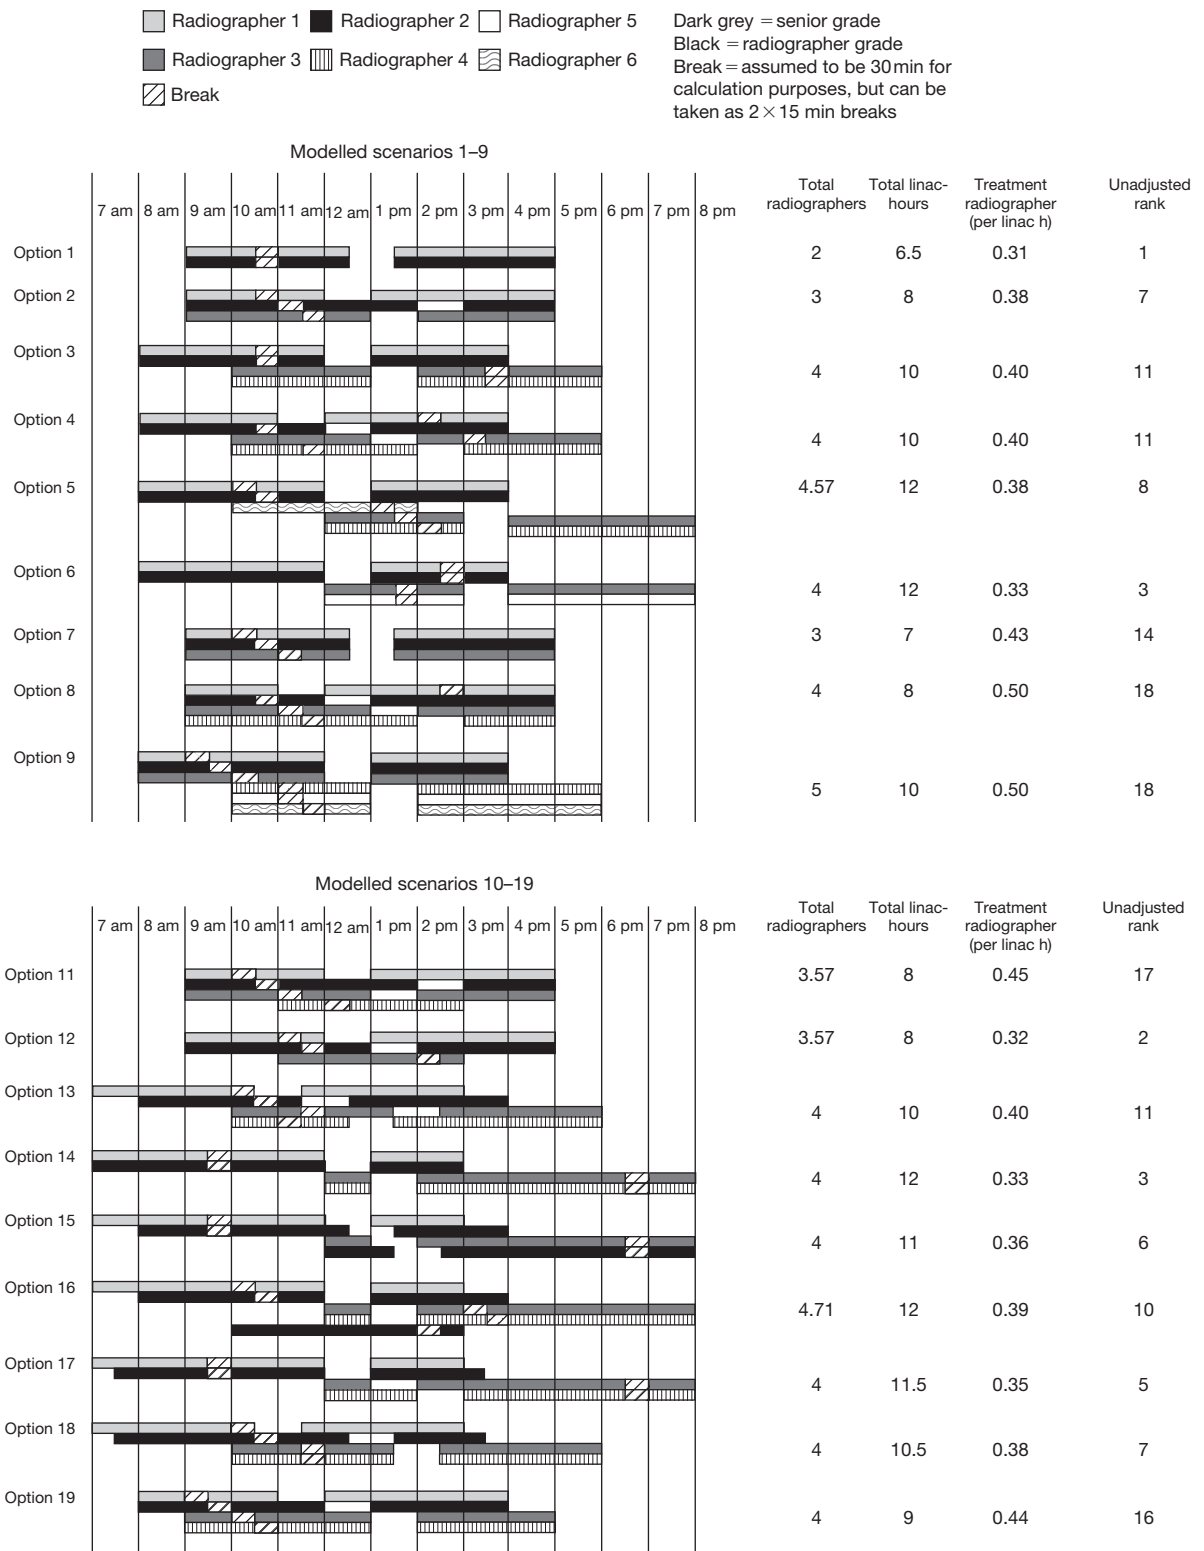 Radiographer 1 Radiographer 2 Radiographer 5
Radiographer 3 Radiographer 4 Radiographer 6
Break
Dark grey = senior grade
Black = radiographer grade
Break = assumed to be 30 min for
calculation purposes, but can be
taken as 2 × 15 min breaks
Modelled scenarios 1–9
Total Total linac- Treatment Unadjusted
radiographers hours radiographer rank
(per linac h)
7 am 8 am 9 am 10 am 11 am 12 am 1 pm 2 pm 3 pm 4 pm 5 pm 6 pm 7 pm 8 pm
Option 1 2 6.5 0.31 1
Option 2 3 8 0.38 7
Option 3 4 10 0.40 11
Option 4 4 10 0.40 11
Option 5 4.57 12 0.38 8
Option 6 4 12 0.33 3
Option 7 3 7 0.43 14
Option 8 4 8 0.50 18
Option 9 5 10 0.50 18
Modelled scenarios 10–19
Total Total linac- Treatment Unadjusted
radiographers hours radiographer rank
(per linac h)
7 am 8 am 9 am 10 am 11 am 12 am 1 pm 2 pm 3 pm 4 pm 5 pm 6 pm 7 pm 8 pm
Option 11 3.57 8 0.45 17
Option 12 3.57 8 0.32 2
Option 13 4 10 0.40 11
Option 14 4 12 0.33 3
Option 15 4 11 0.36 6
Option 16 4.71 12 0.39 10
Option 17 4 11.5 0.35 5
Option 18 4 10.5 0.38 7
Option 19 4 9 0.44 16